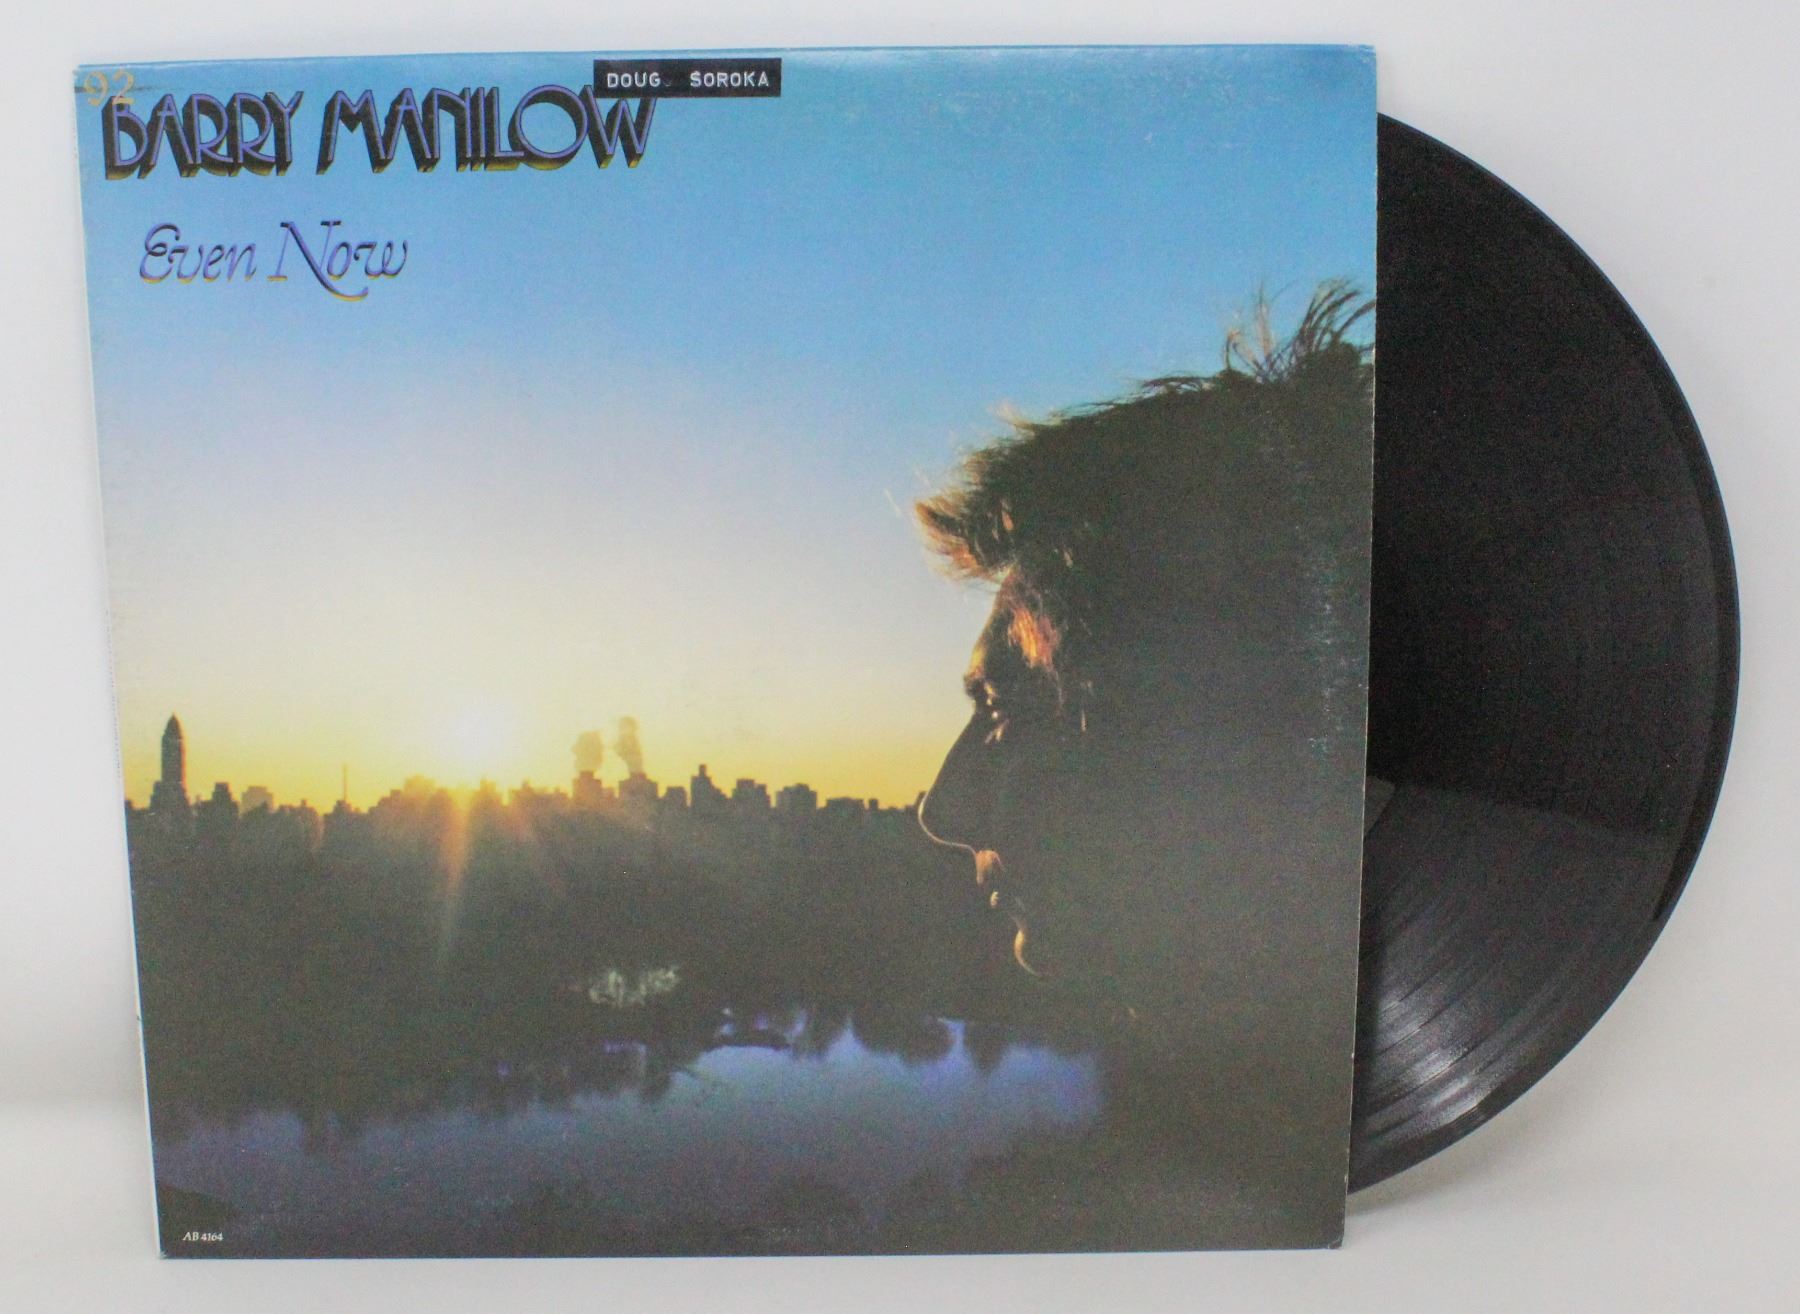 92
DOUG. SOROKA
BARRY MANILOW
Even Now
AB 4164